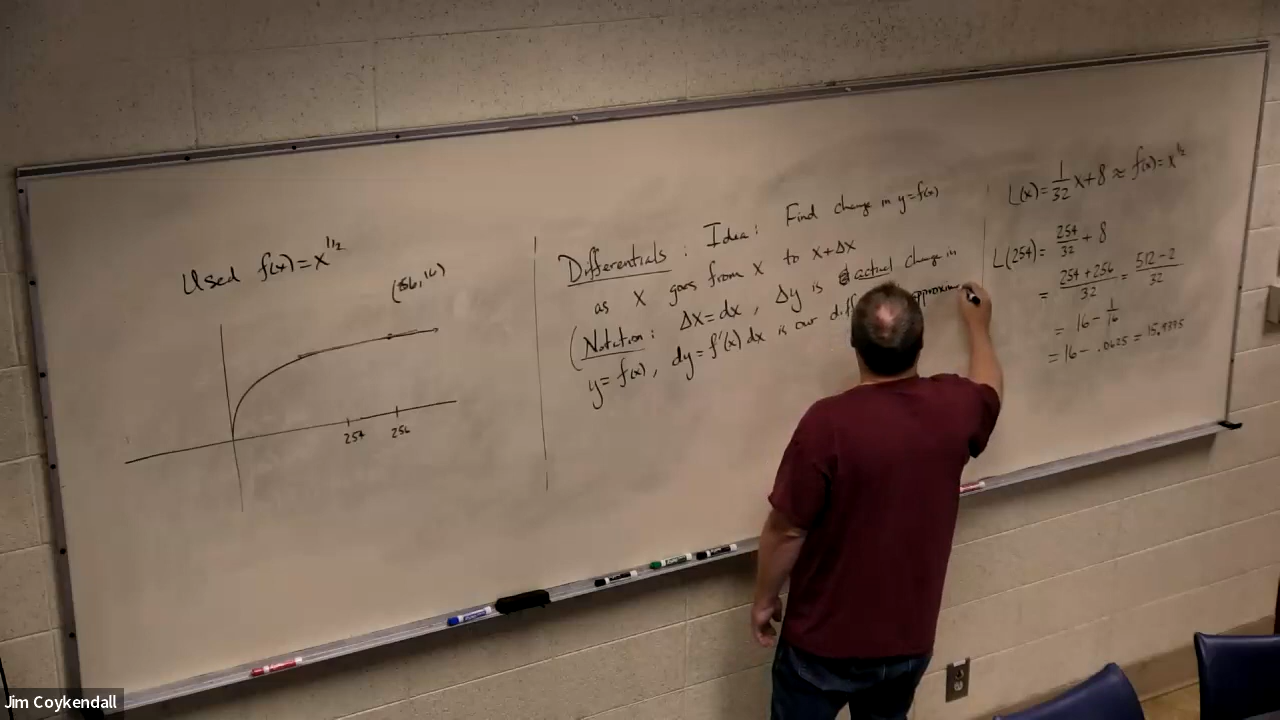 Used f(x) = x^{1/2}
(256, 16)
254 256
Differentials : Idea : Find change in y = f(x)
as x goes from x to x + Δx
(Notation : Δx = dx, Δy is actual change in
y = f(x), dy = f'(x) dx is our
L(x) = 1/32 x + 8 ≈ f(x) = x^{1/2}
L(254) = 254/32 + 8
= (254 + 256)/32 = (512 - 2)/32
= 16 - 1/16
= 16 - .0625 = 15.9375
Jim Coykendall